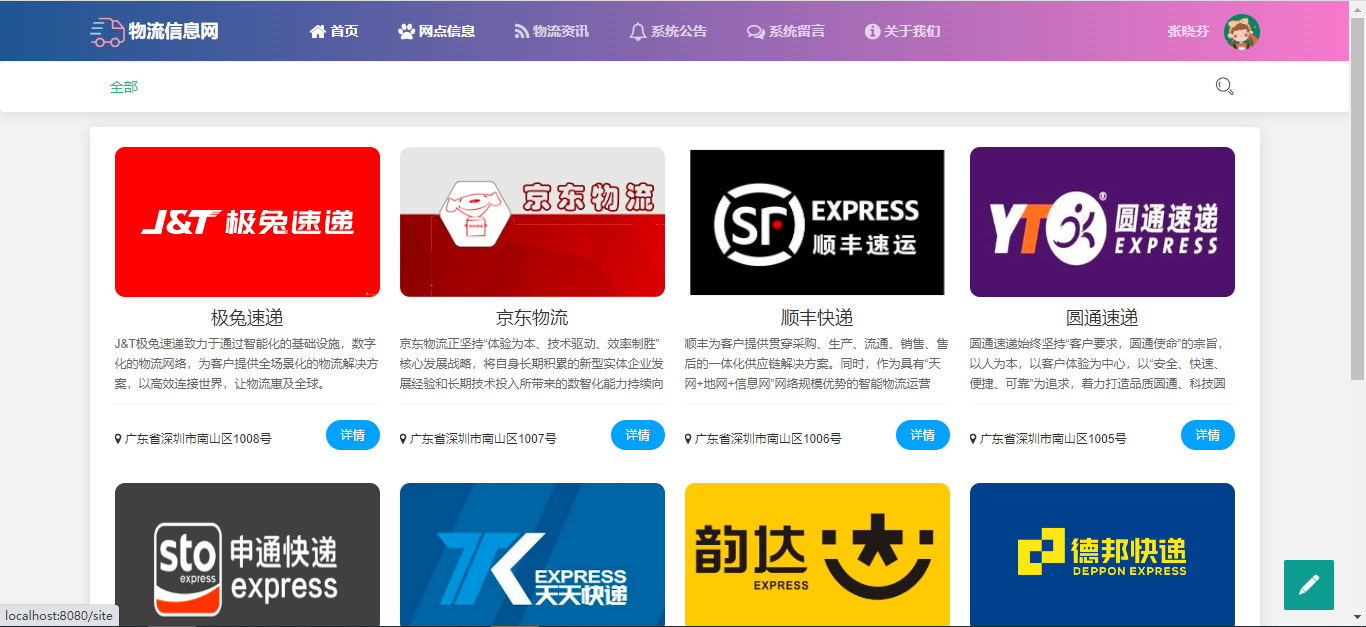 物流信息网 首页 网点信息 物流资讯 系统公告 系统留言 关于我们 张晓芬
全部
J&T 极兔速递
京东物流
SF EXPRESS
顺丰速运
YTO 圆通速递
EXPRESS
极兔速递
J&T极兔速递致力于通过智能化的基础设施，数字
化的物流网络，为客户提供全场景化的物流解决方
案，以高效连接世界，让物流惠及全球。
广东省深圳市南山区1008号 详情
京东物流
京东物流正坚持“体验为本、技术驱动、效率制胜”
核心发展战略，将自身长期积累的新型实体企业发
展经验和长期技术投入所带来的数智化能力持续向
广东省深圳市南山区1007号 详情
顺丰快递
顺丰为客户提供贯穿采购、生产、流通、销售、售
后的一体化供应链解决方案。同时，作为具有“天
网+地网+信息网”网络规模优势的智能物流运营
广东省深圳市南山区1006号 详情
圆通速递
圆通速递始终坚持“客户要求，圆通使命”的宗旨，
以人为本，以客户体验为中心，以“安全、快速、
便捷、可靠”为追求，着力打造品质圆通、科技圆
广东省深圳市南山区1005号 详情
sto express
申通快递
express
TTK EXPRESS
天天快递
韵达
EXPRESS
德邦快递
DEPPON EXPRESS
localhost:8080/site